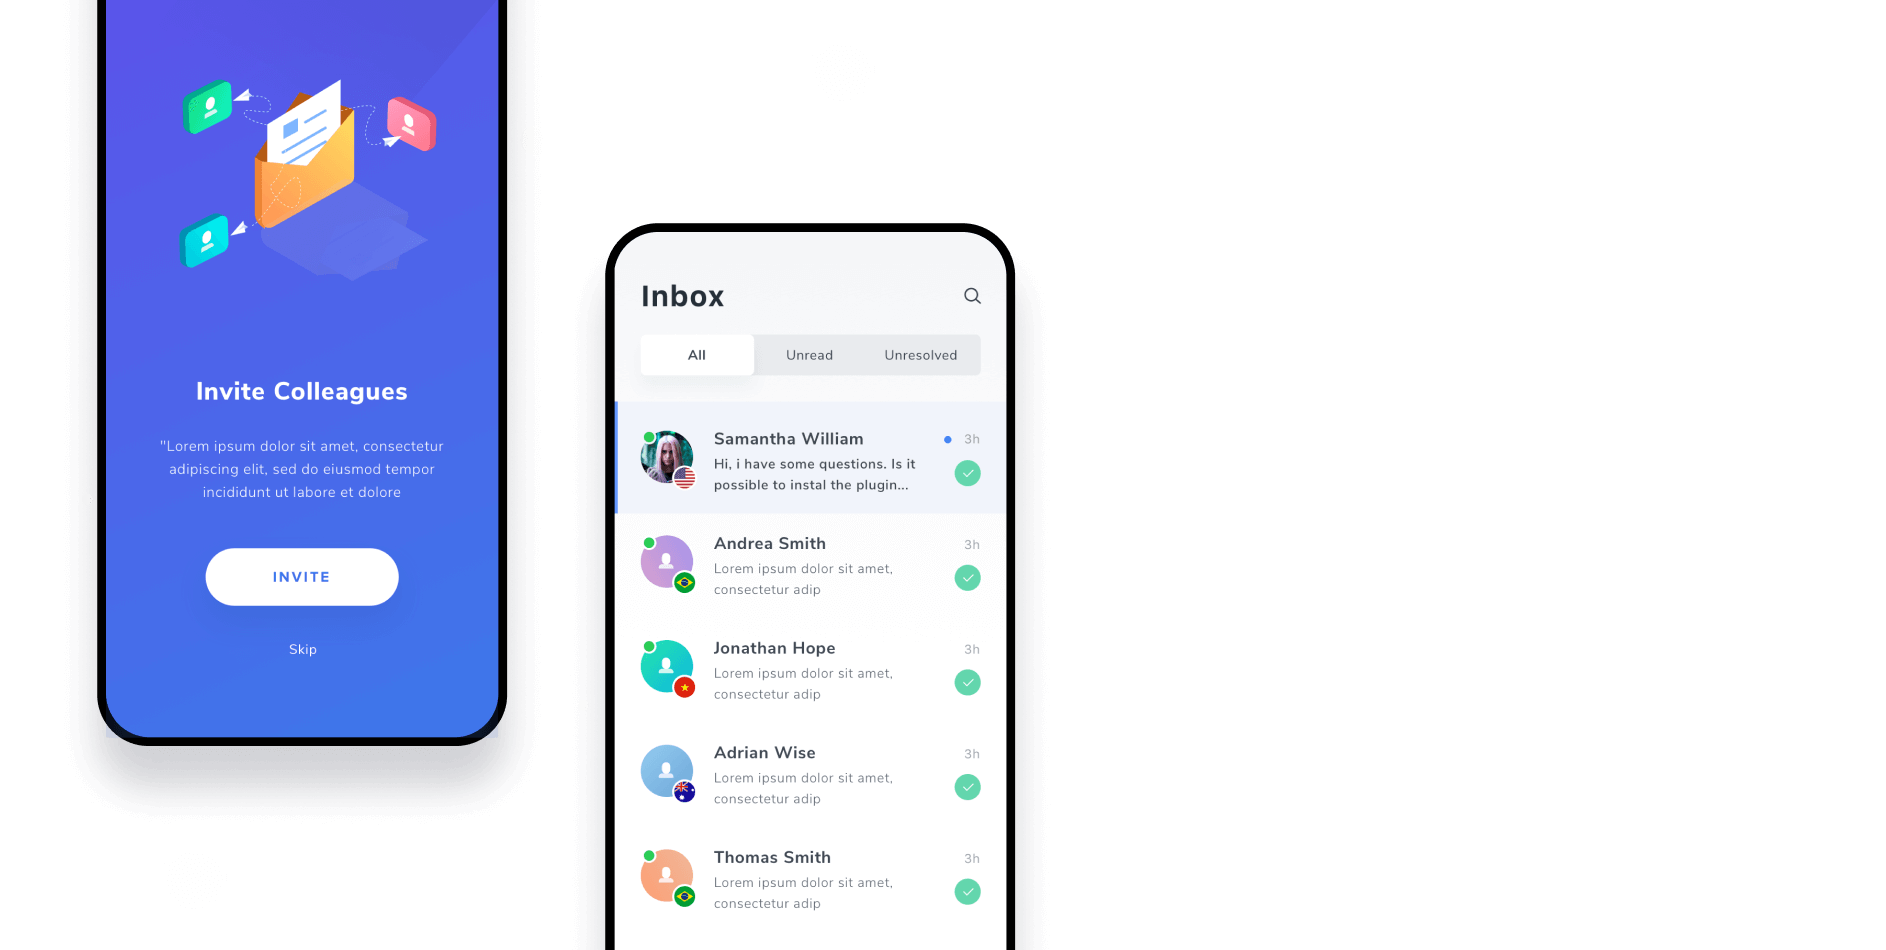 Invite Colleagues
"Lorem ipsum dolor sit amet, consectetur
adipiscing elit, sed do eiusmod tempor
incididunt ut labore et dolore
INVITE
Skip
Inbox
All
Unread
Unresolved
Samantha William
3h
Hi, i have some questions. Is it
possible to instal the plugin...
Andrea Smith
3h
Lorem ipsum dolor sit amet,
consectetur adip
Jonathan Hope
3h
Lorem ipsum dolor sit amet,
consectetur adip
Adrian Wise
3h
Lorem ipsum dolor sit amet,
consectetur adip
Thomas Smith
3h
Lorem ipsum dolor sit amet,
consectetur adip